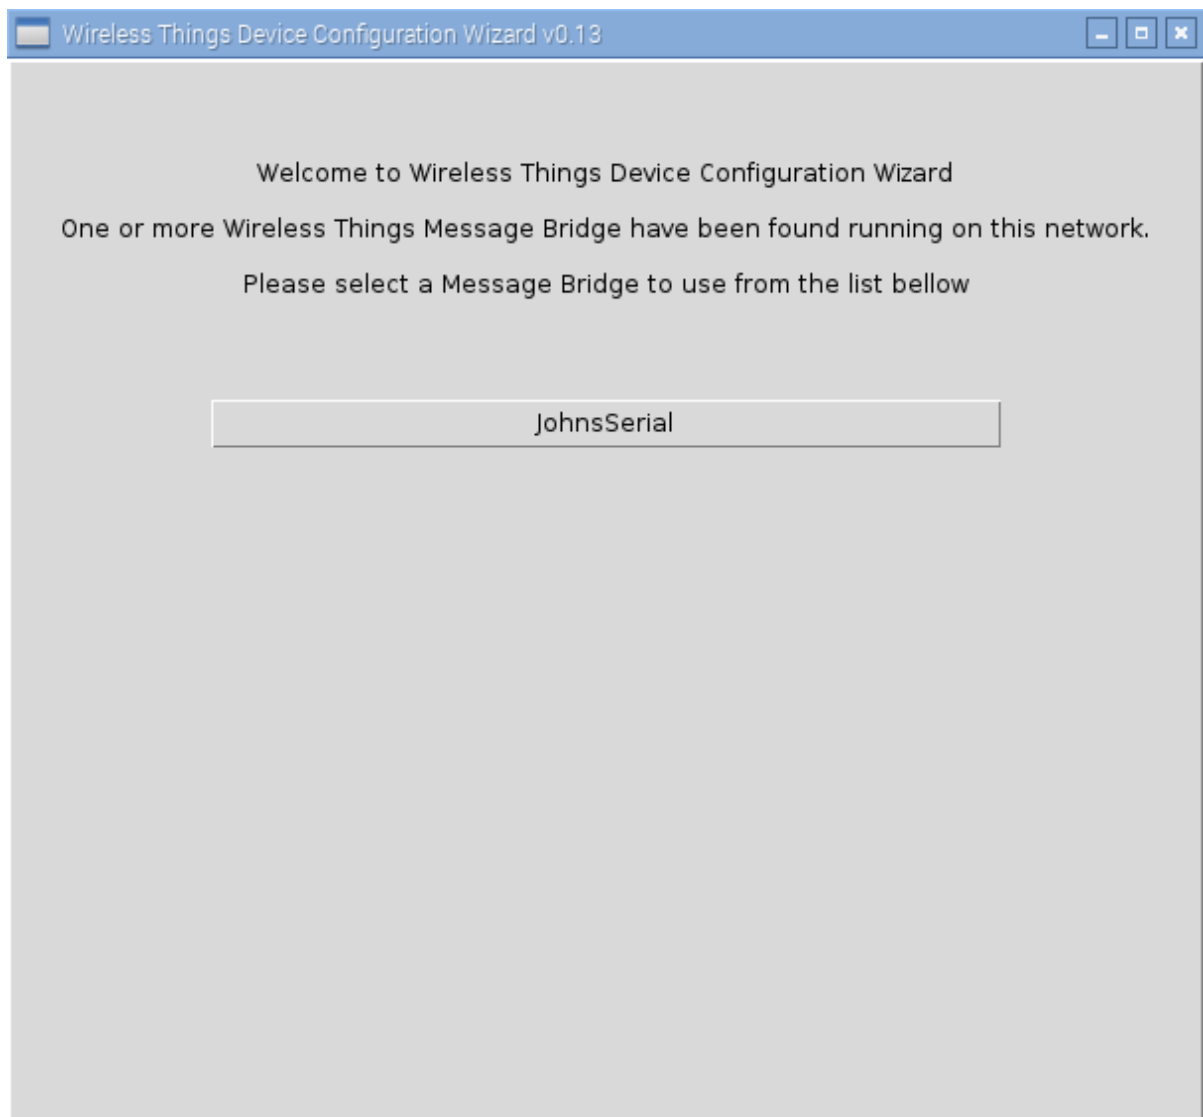 Wireless Things Device Configuration Wizard v0.13
Welcome to Wireless Things Device Configuration Wizard
One or more Wireless Things Message Bridge have been found running on this network.
Please select a Message Bridge to use from the list bellow
JohnsSerial